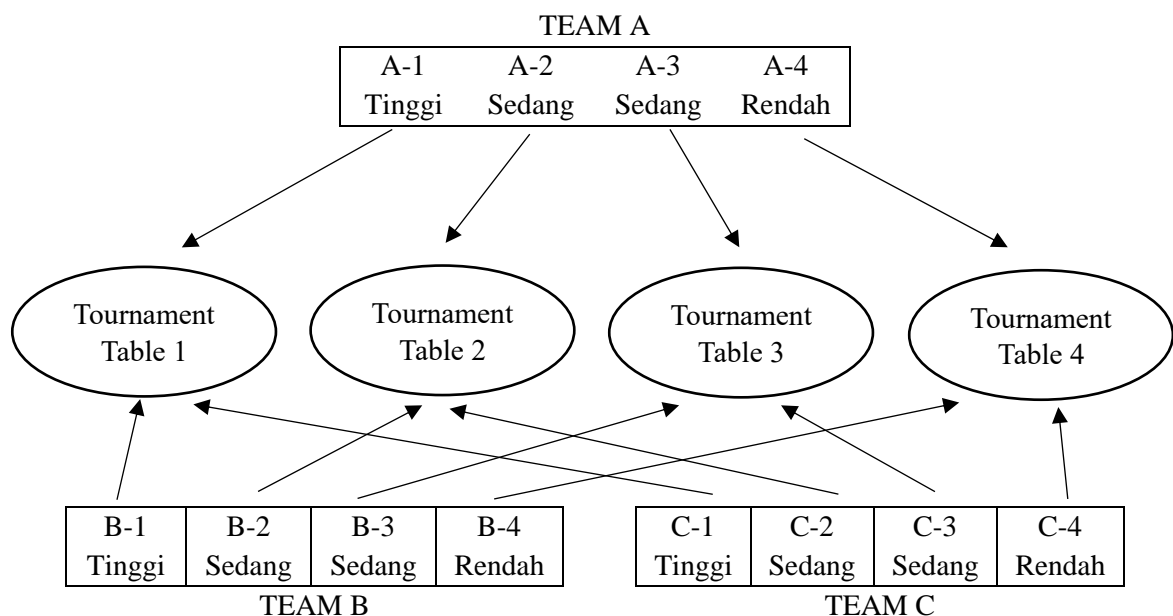 TEAM A
A-1 A-2 A-3 A-4
Tinggi Sedang Sedang Rendah
Tournament
Table 1
Tournament
Table 2
Tournament
Table 3
Tournament
Table 4
B-1 B-2 B-3 B-4
Tinggi Sedang Sedang Rendah
TEAM B
C-1 C-2 C-3 C-4
Tinggi Sedang Sedang Rendah
TEAM C